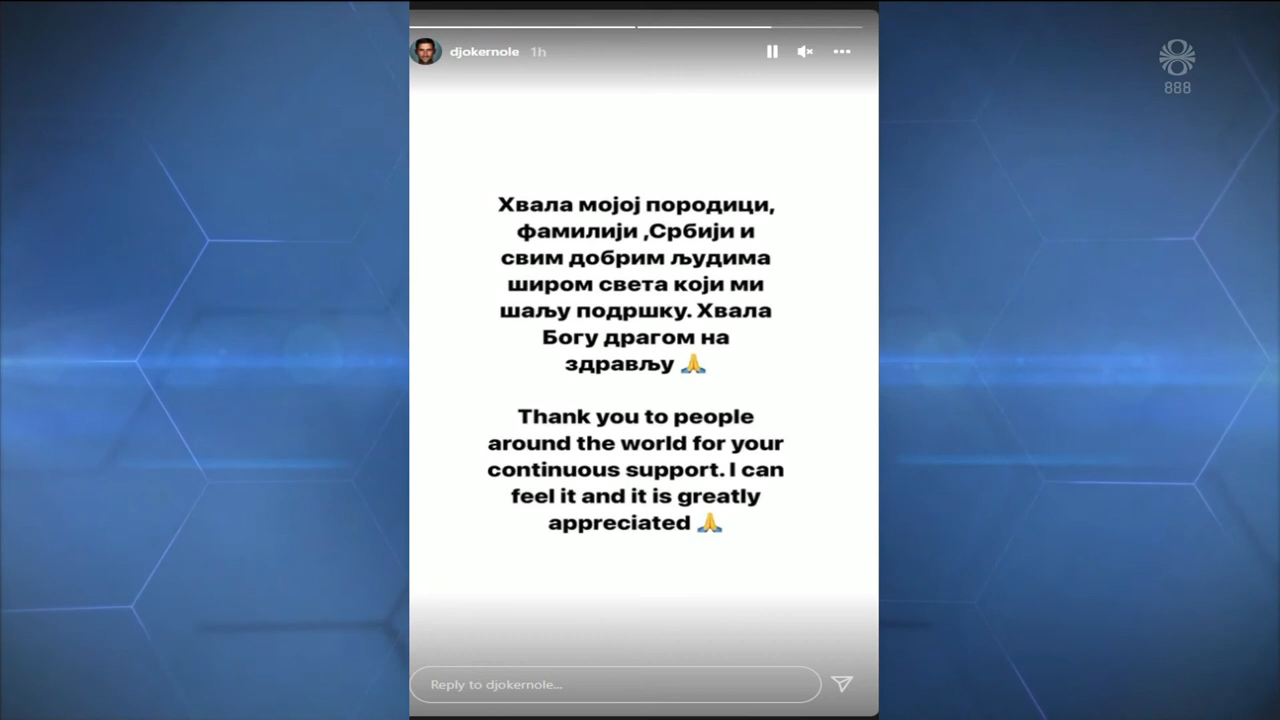 djokernole 1h
888
Хвала мојој породици,
фамилији ,Србији и
свим добрим људима
широм света који ми
шаљу подршку. Хвала
Богу драгом на
здрављу 🙏
Thank you to people
around the world for your
continuous support. I can
feel it and it is greatly
appreciated 🙏
Reply to djokernole...